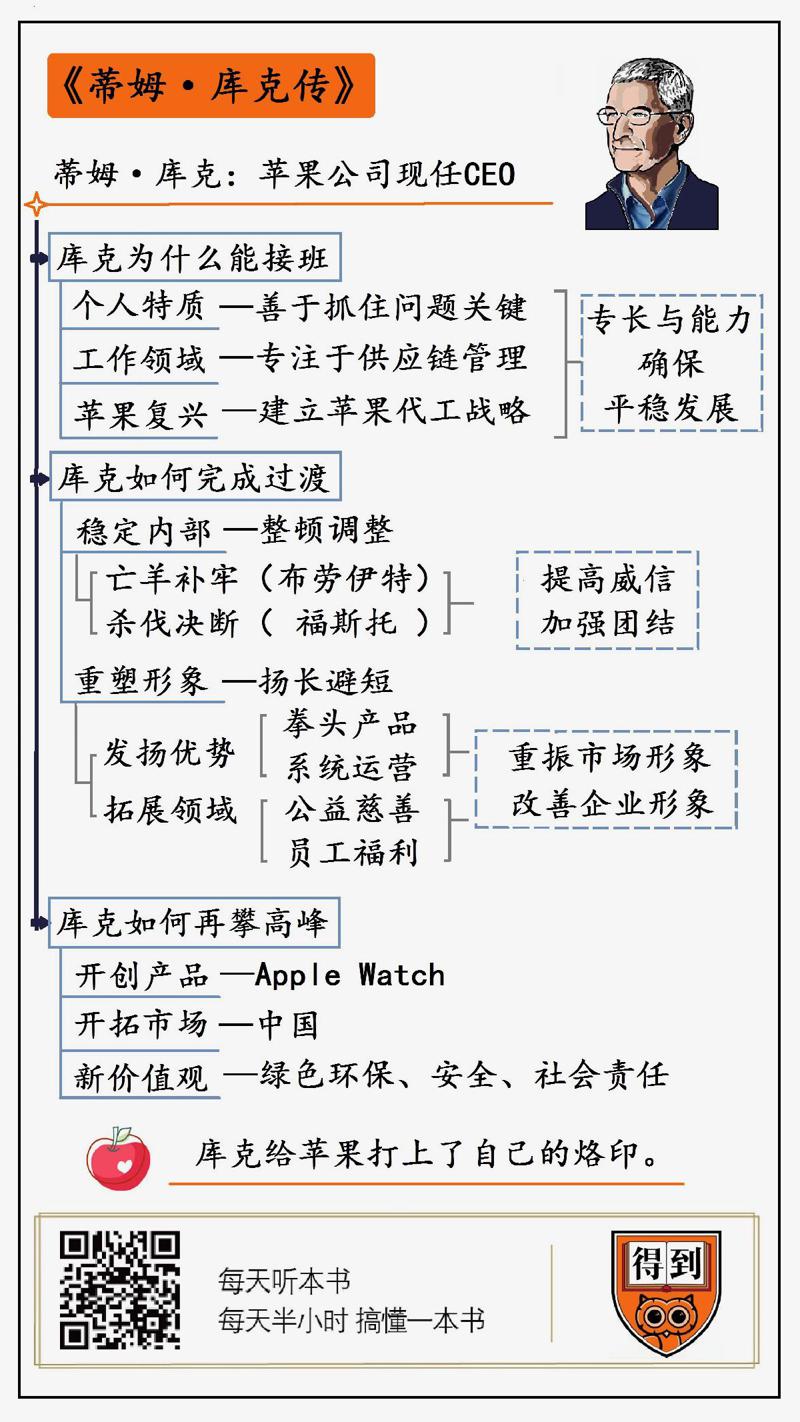 《蒂姆·库克传》
蒂姆·库克：苹果公司现任CEO
库克为什么能接班
个人特质—善于抓住问题关键
工作领域—专注于供应链管理
苹果复兴—建立苹果代工战略
专长与能力
确保
平稳发展
库克如何完成过渡
稳定内部—整顿调整
亡羊补牢（布劳伊特）
杀伐决断（ 福斯托 ）
提高威信
加强团结
重塑形象—扬长避短
发扬优势
拳头产品
系统运营
拓展领域
公益慈善
员工福利
重振市场形象
改善企业形象
库克如何再攀高峰
开创产品—Apple Watch
开拓市场—中国
新价值观—绿色环保、安全、社会责任
库克给苹果打上了自己的烙印。
每天听本书
每天半小时 搞懂一本书
得到